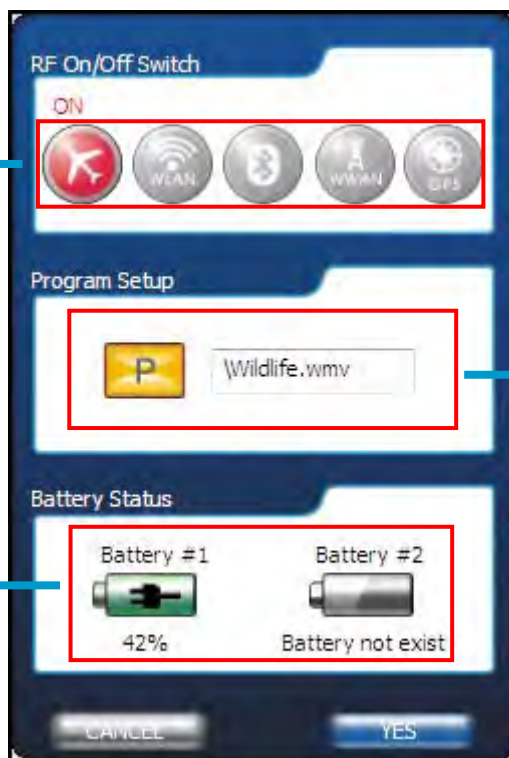 RF On/Off Switch
ON
WLAN WWAN GPS
Program Setup
P \Wildlife.wmv
Battery Status
Battery #1 Battery #2
42% Battery not exist
CANCEL YES